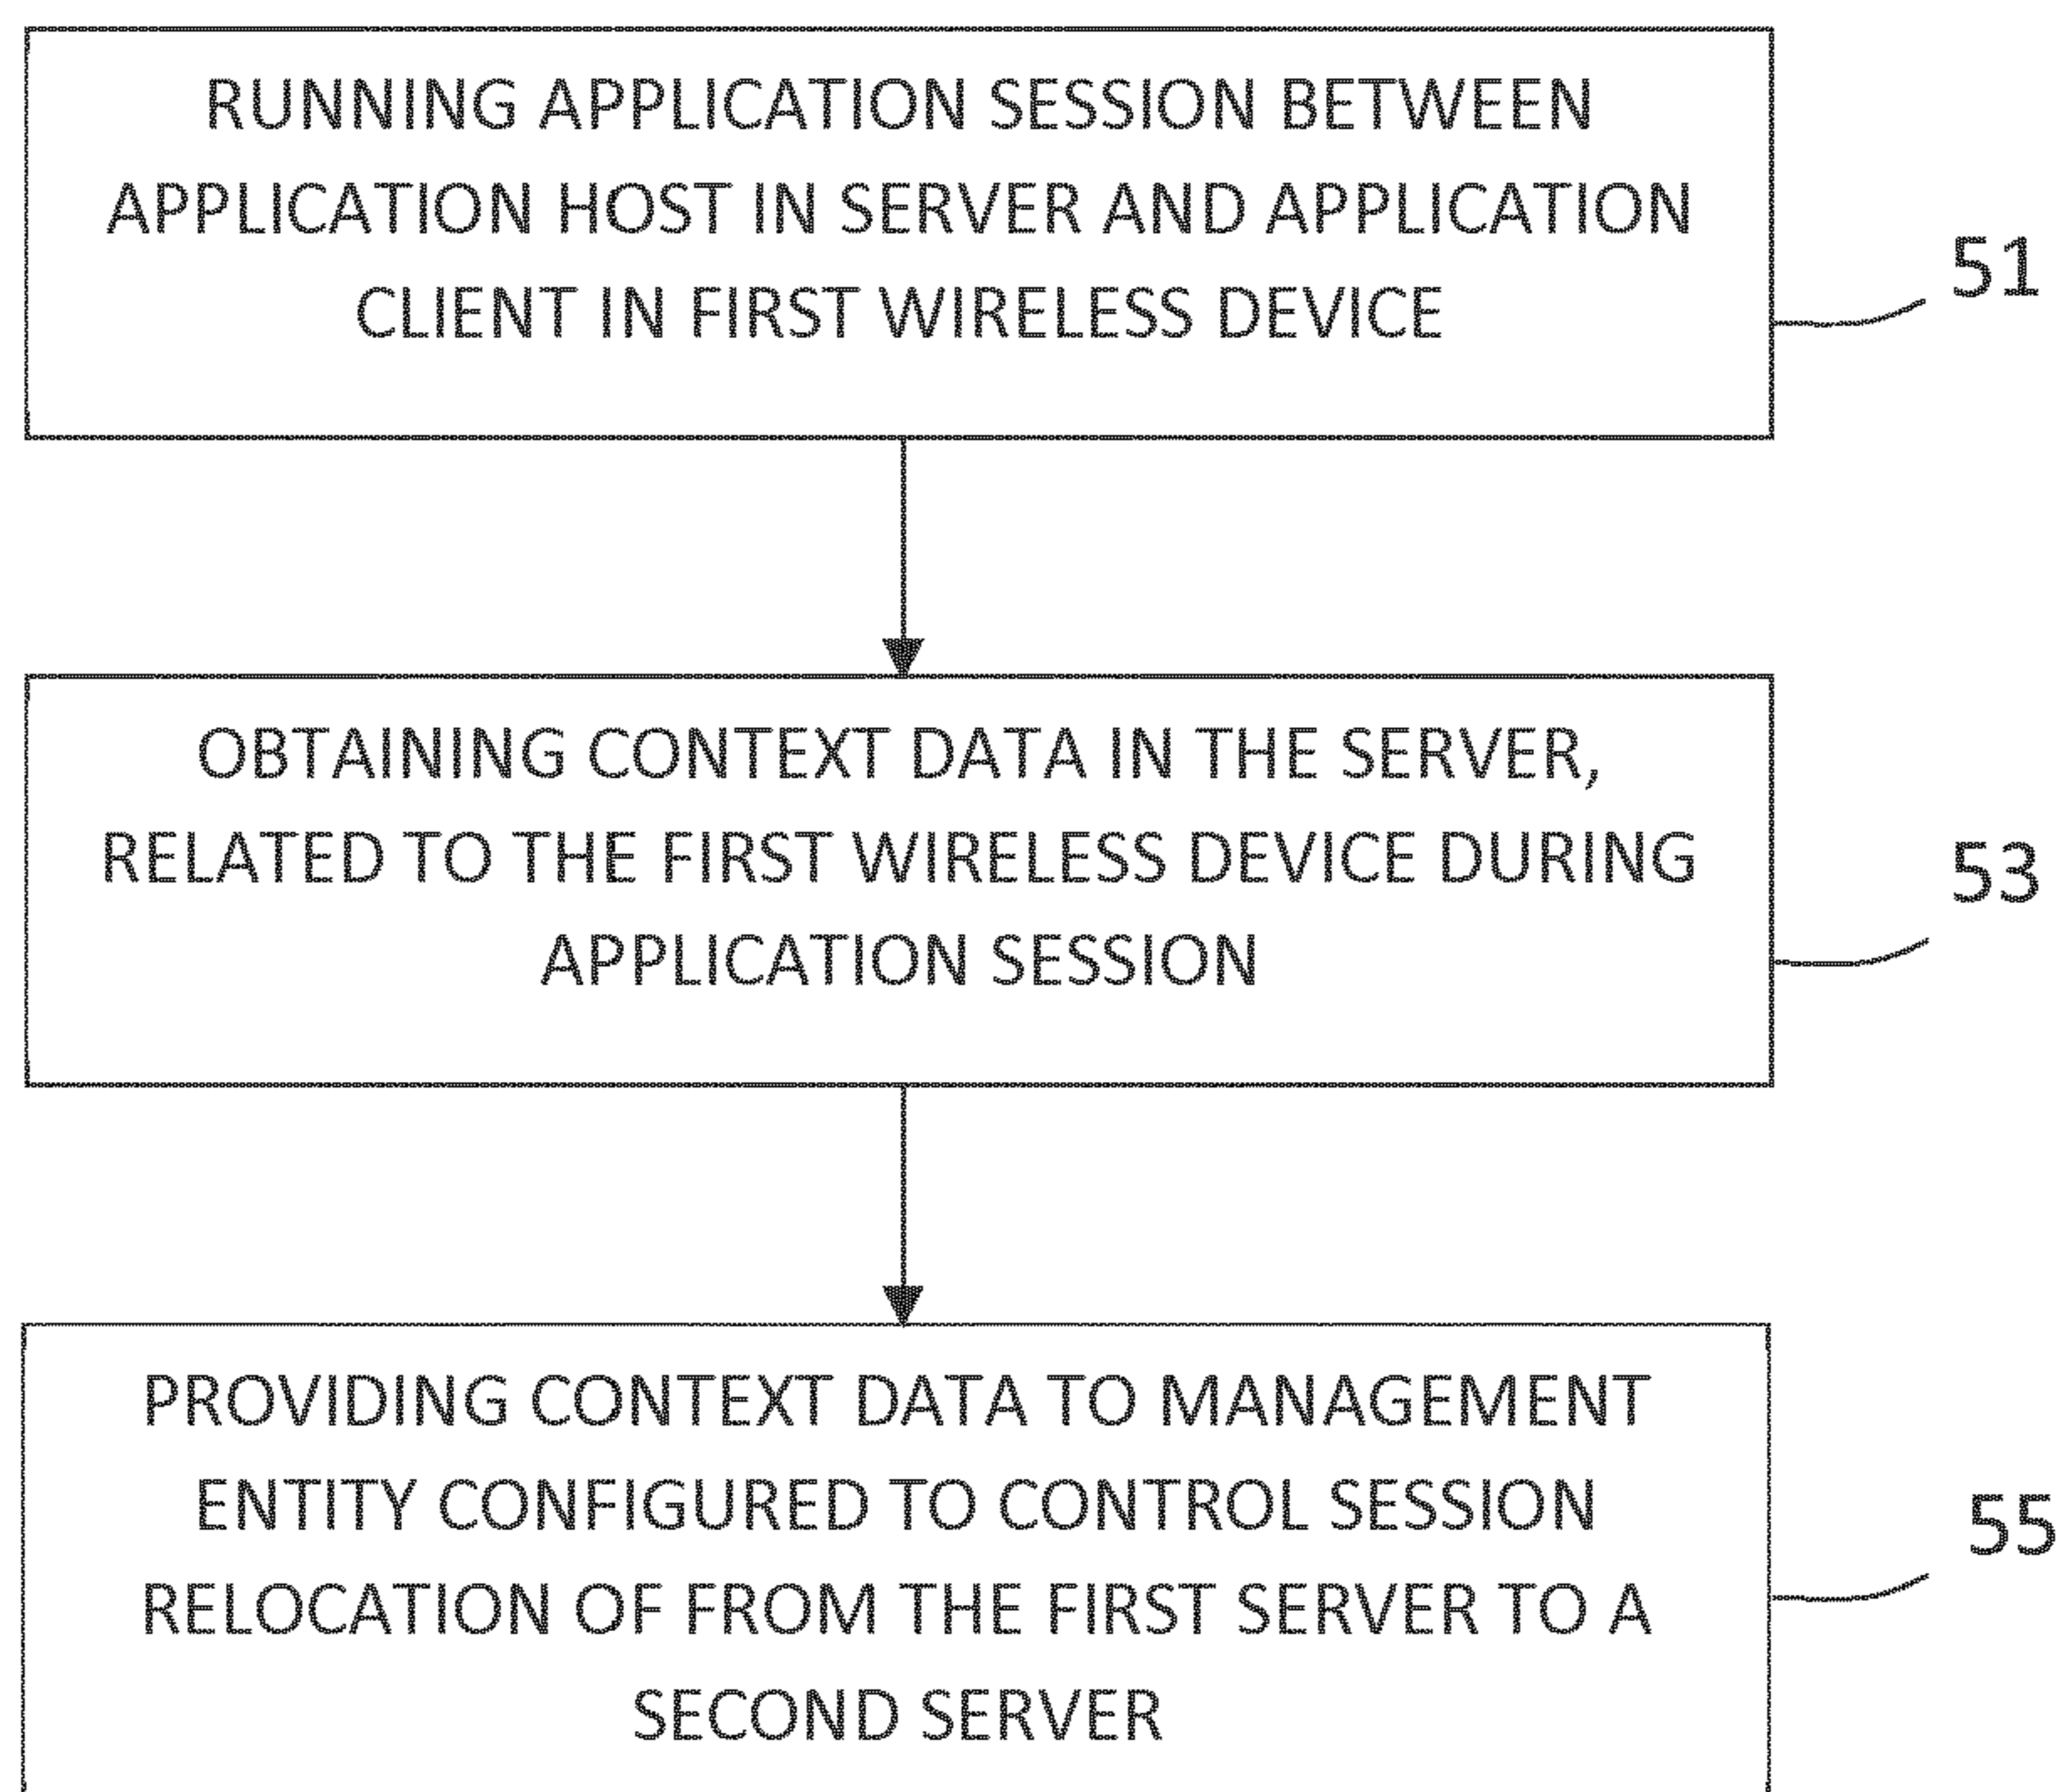 RUNNING APPLICATION SESSION BETWEEN
APPLICATION HOST IN SERVER AND APPLICATION
CLIENT IN FIRST WIRELESS DEVICE
51
OBTAINING CONTEXT DATA IN THE SERVER,
RELATED TO THE FIRST WIRELESS DEVICE DURING
APPLICATION SESSION
53
PROVIDING CONTEXT DATA TO MANAGEMENT
ENTITY CONFIGURED TO CONTROL SESSION
RELOCATION OF FROM THE FIRST SERVER TO A
SECOND SERVER
55